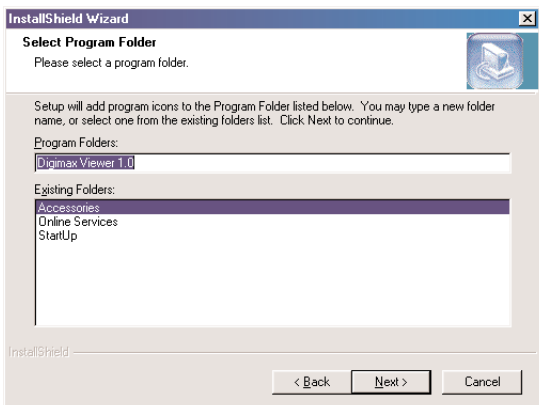 InstallShield Wizard
Select Program Folder
Please select a program folder.
Setup will add program icons to the Program Folder listed below. You may type a new folder
name, or select one from the existing folders list. Click Next to continue.
Program Folders:
Digimax Viewer 1.0
Existing Folders:
Accessories
Online Services
StartUp
InstallShield
< Back
Next >
Cancel